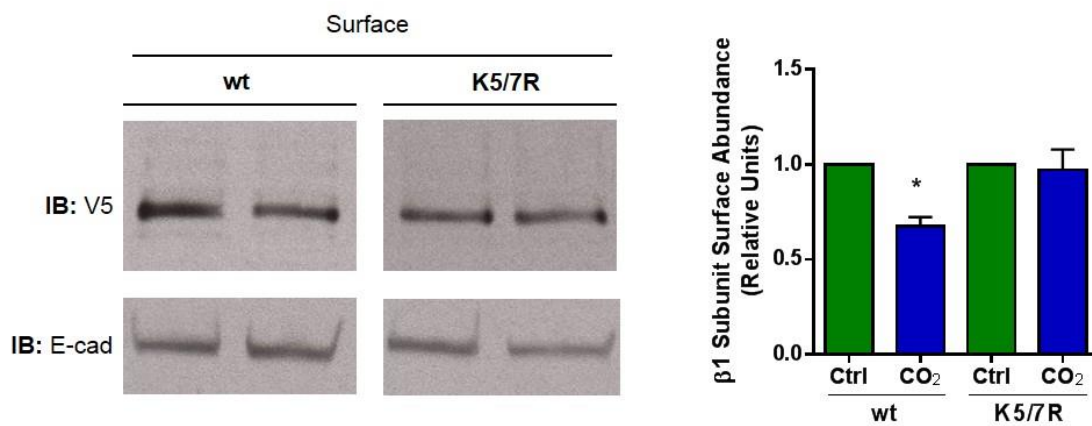 Surface
wt
K5/7R
IB: V5
IB: E-cad
β1 Subunit Surface Abundance
(Relative Units)
1.5
1.0
0.5
0.0
*
Ctrl CO₂ Ctrl CO₂
wt K5/7R